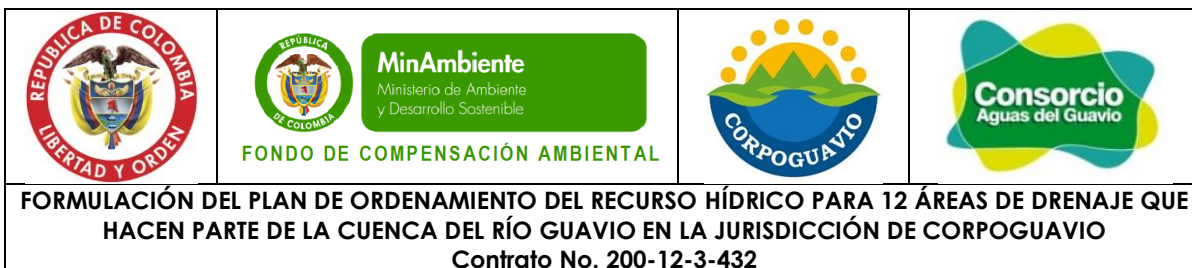 REPUBLICA DE COLOMBIA
LIBERTAD Y ORDEN
REPÚBLICA
DE COLOMBIA
MinAmbiente
Ministerio de Ambiente
y Desarrollo Sostenible
FONDO DE COMPENSACIÓN AMBIENTAL
CORPOGUAVIO
Consorcio
Aguas del Guavio
FORMULACIÓN DEL PLAN DE ORDENAMIENTO DEL RECURSO HÍDRICO PARA 12 ÁREAS DE DRENAJE QUE
HACEN PARTE DE LA CUENCA DEL RÍO GUAVIO EN LA JURISDICCIÓN DE CORPOGUAVIO
Contrato No. 200-12-3-432